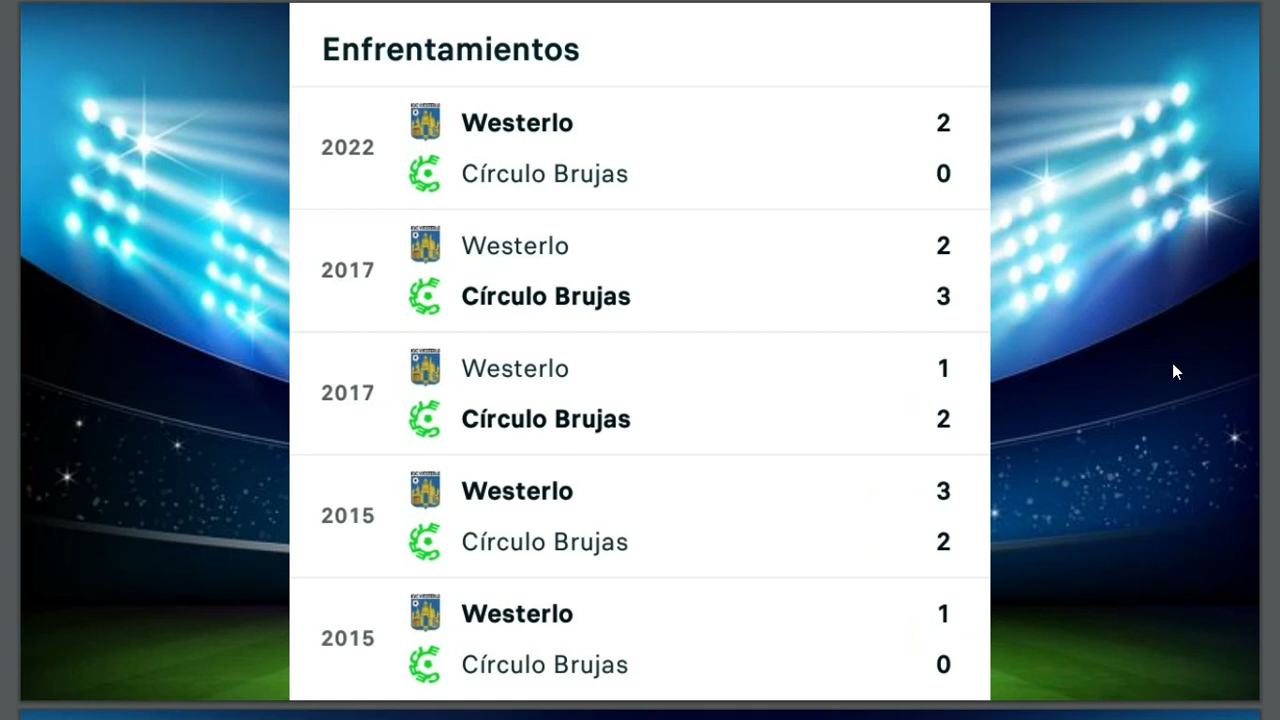 Enfrentamientos
2022
Westerlo 2
Círculo Brujas 0
2017
Westerlo 2
Círculo Brujas 3
2017
Westerlo 1
Círculo Brujas 2
2015
Westerlo 3
Círculo Brujas 2
2015
Westerlo 1
Círculo Brujas 0